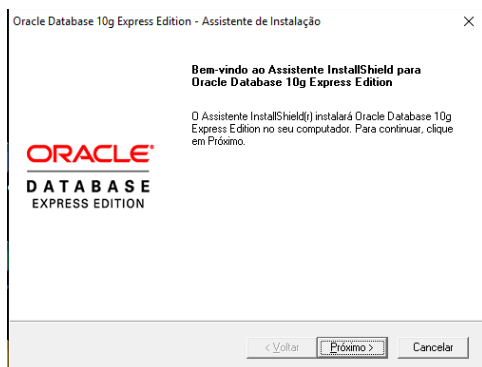 Oracle Database 10g Express Edition - Assistente de Instalação
Bem-vindo ao Assistente InstallShield para
Oracle Database 10g Express Edition
O Assistente InstallShield(r) instalará Oracle Database 10g
Express Edition no seu computador. Para continuar, clique
em Próximo.
ORACLE
DATABASE
EXPRESS EDITION
< Voltar
Próximo >
Cancelar